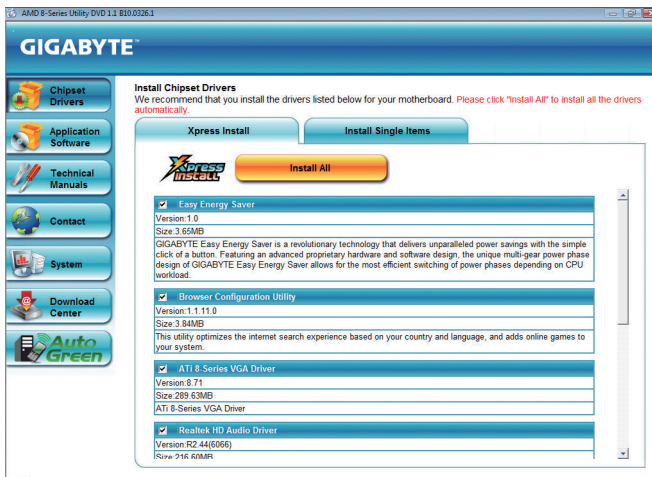 AMD 8-Series Utility DVD 1.1 B10.0326.1
GIGABYTE™
Chipset
Drivers
Application
Software
Technical
Manuals
Contact
System
Download
Center
Auto
Green
Install Chipset Drivers
We recommend that you install the drivers listed below for your motherboard. Please click "Install All" to install all the drivers
automatically.
Xpress Install
Install Single Items
Xpress
Install
Install All
Easy Energy Saver
Version:1.0
Size:3.65MB
GIGABYTE Easy Energy Saver is a revolutionary technology that delivers unparalleled power savings with the simple
click of a button. Featuring an advanced proprietary hardware and software design, the unique multi-gear power phase
design of GIGABYTE Easy Energy Saver allows for the most efficient switching of power phases depending on CPU
workload.
Browser Configuration Utility
Version:1.1.11.0
Size:3.84MB
This utility optimizes the internet search experience based on your country and language, and adds online games to
your system.
ATi 8-Series VGA Driver
Version:8.71
Size:289.63MB
ATi 8-Series VGA Driver
Realtek HD Audio Driver
Version:R2.44(6066)
Size:216.60MB